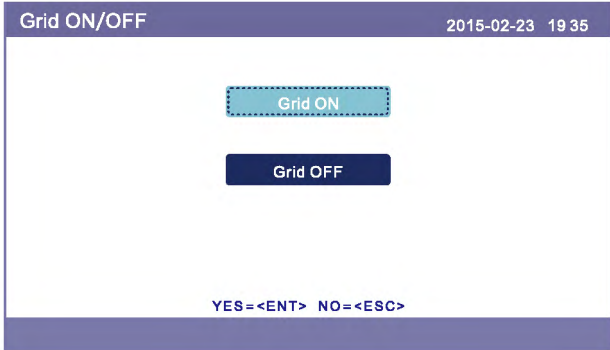 Grid ON/OFF 2015-02-23 19 35
Grid ON
Grid OFF
YES=<ENT> NO=<ESC>